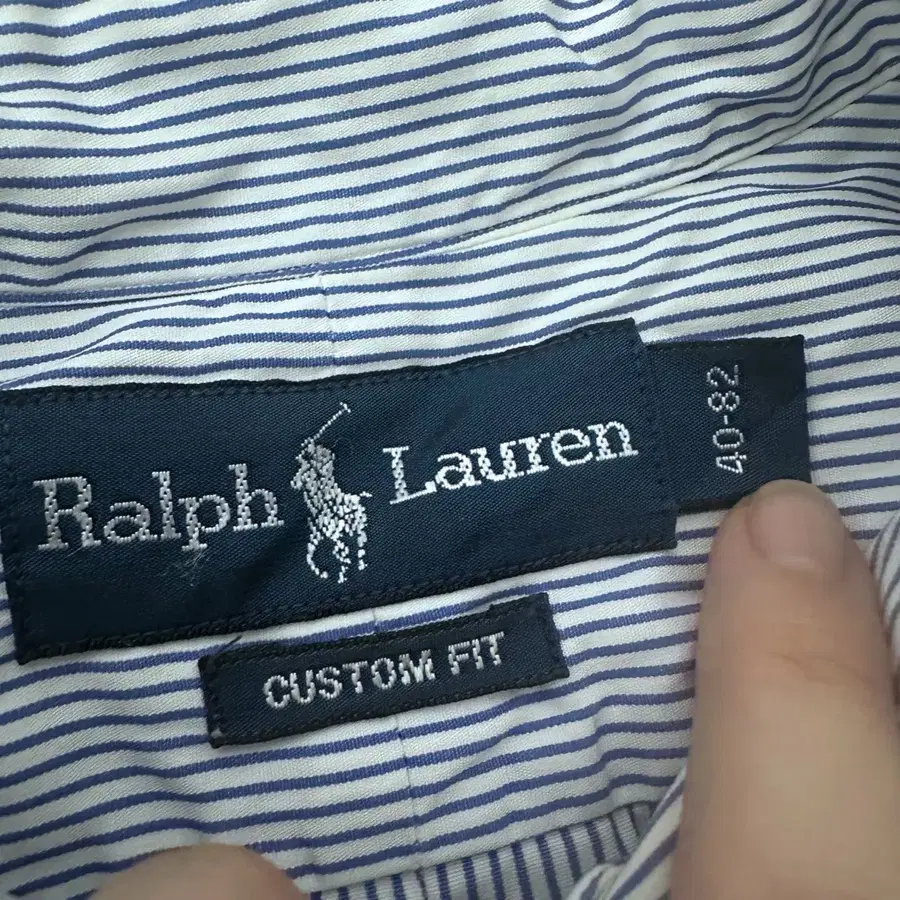 Ralph Lauren
40-82
CUSTOM FIT